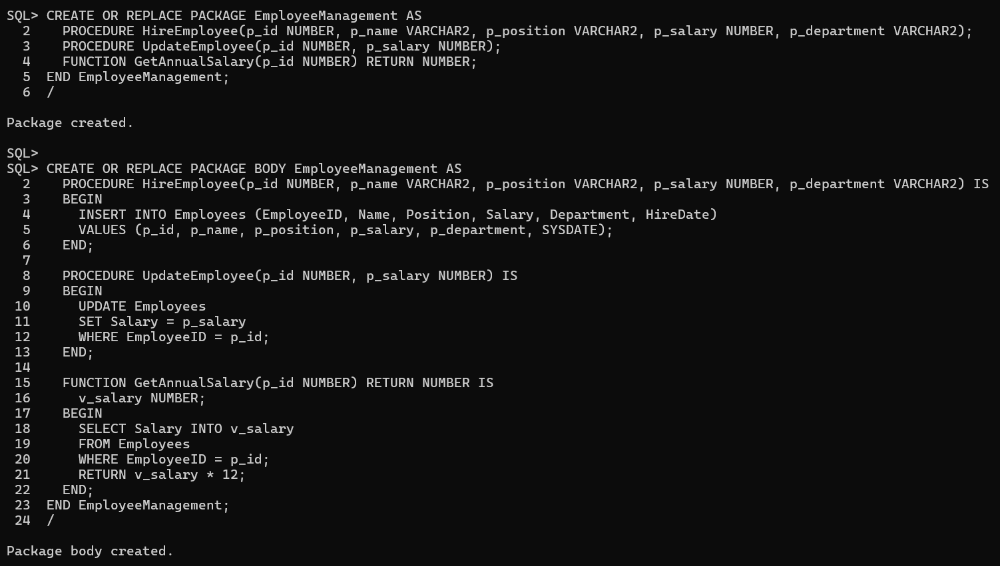 SQL> CREATE OR REPLACE PACKAGE EmployeeManagement AS
  2    PROCEDURE HireEmployee(p_id NUMBER, p_name VARCHAR2, p_position VARCHAR2, p_salary NUMBER, p_department VARCHAR2);
  3    PROCEDURE UpdateEmployee(p_id NUMBER, p_salary NUMBER);
  4    FUNCTION GetAnnualSalary(p_id NUMBER) RETURN NUMBER;
  5  END EmployeeManagement;
  6  /
Package created.
SQL>
SQL> CREATE OR REPLACE PACKAGE BODY EmployeeManagement AS
  2    PROCEDURE HireEmployee(p_id NUMBER, p_name VARCHAR2, p_position VARCHAR2, p_salary NUMBER, p_department VARCHAR2) IS
  3    BEGIN
  4      INSERT INTO Employees (EmployeeID, Name, Position, Salary, Department, HireDate)
  5      VALUES (p_id, p_name, p_position, p_salary, p_department, SYSDATE);
  6    END;
  7
  8    PROCEDURE UpdateEmployee(p_id NUMBER, p_salary NUMBER) IS
  9    BEGIN
 10      UPDATE Employees
 11      SET Salary = p_salary
 12      WHERE EmployeeID = p_id;
 13    END;
 14
 15    FUNCTION GetAnnualSalary(p_id NUMBER) RETURN NUMBER IS
 16      v_salary NUMBER;
 17    BEGIN
 18      SELECT Salary INTO v_salary
 19      FROM Employees
 20      WHERE EmployeeID = p_id;
 21      RETURN v_salary * 12;
 22    END;
 23  END EmployeeManagement;
 24  /
Package body created.